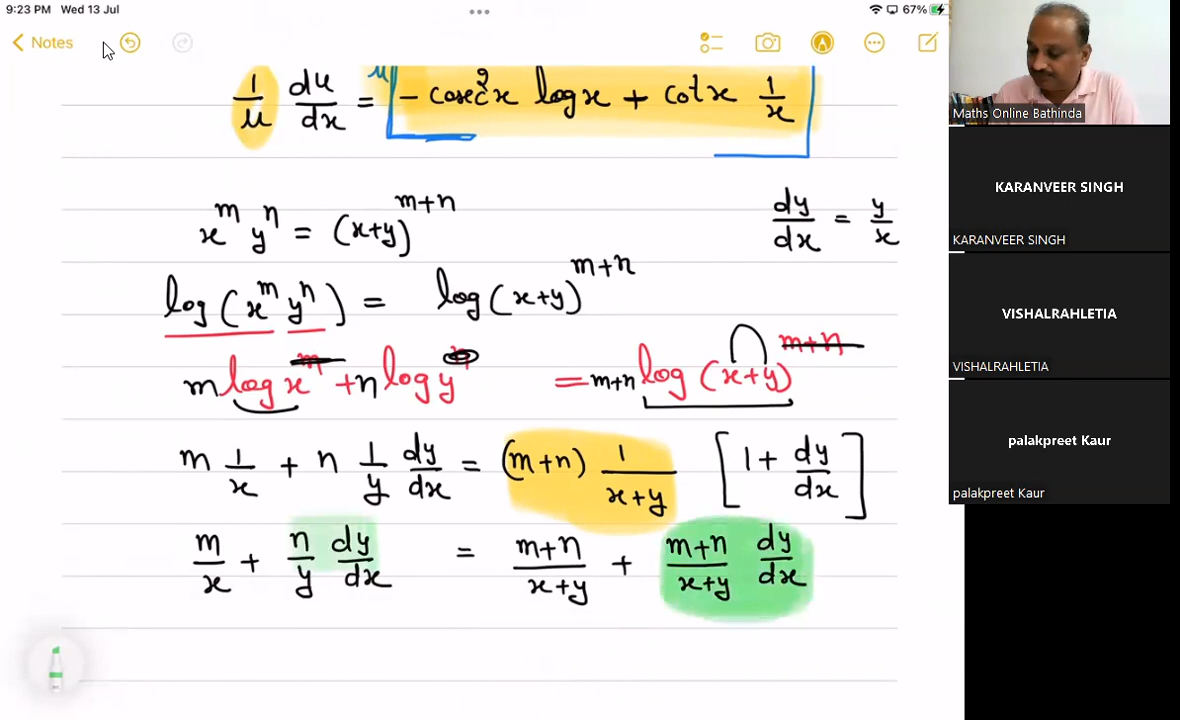 9:23 PM Wed 13 Jul
67%
Notes
1/u du/dx = - cosec²x log x + cot x 1/x
x^m y^n = (x+y)^m+n
dy/dx = y/x
log (x^m y^n) = log (x+y)^m+n
m log x + n log y = m+n log (x+y)
m 1/x + n 1/y dy/dx = (m+n) 1/x+y [1 + dy/dx]
m/x + n/y dy/dx = m+n/x+y + m+n/x+y dy/dx
Maths Online Bathinda
KARANVEER SINGH
KARANVEER SINGH
VISHALRAHLETIA
VISHALRAHLETIA
palakpreet Kaur
palakpreet Kaur